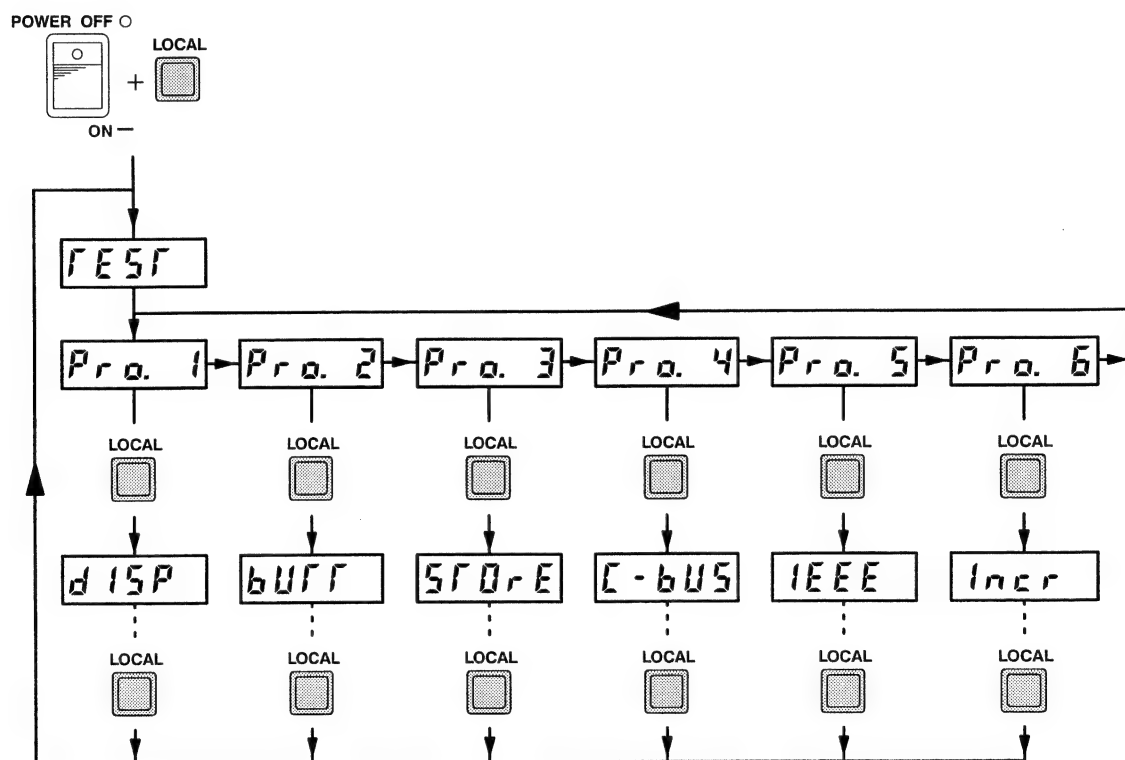 POWER OFF
LOCAL
+
ON
TEST
Pro. 1 Pro. 2 Pro. 3 Pro. 4 Pro. 5 Pro. 6
LOCAL LOCAL LOCAL LOCAL LOCAL LOCAL
dISP bUTT STOrE C-bUS IEEE Incr
LOCAL LOCAL LOCAL LOCAL LOCAL LOCAL